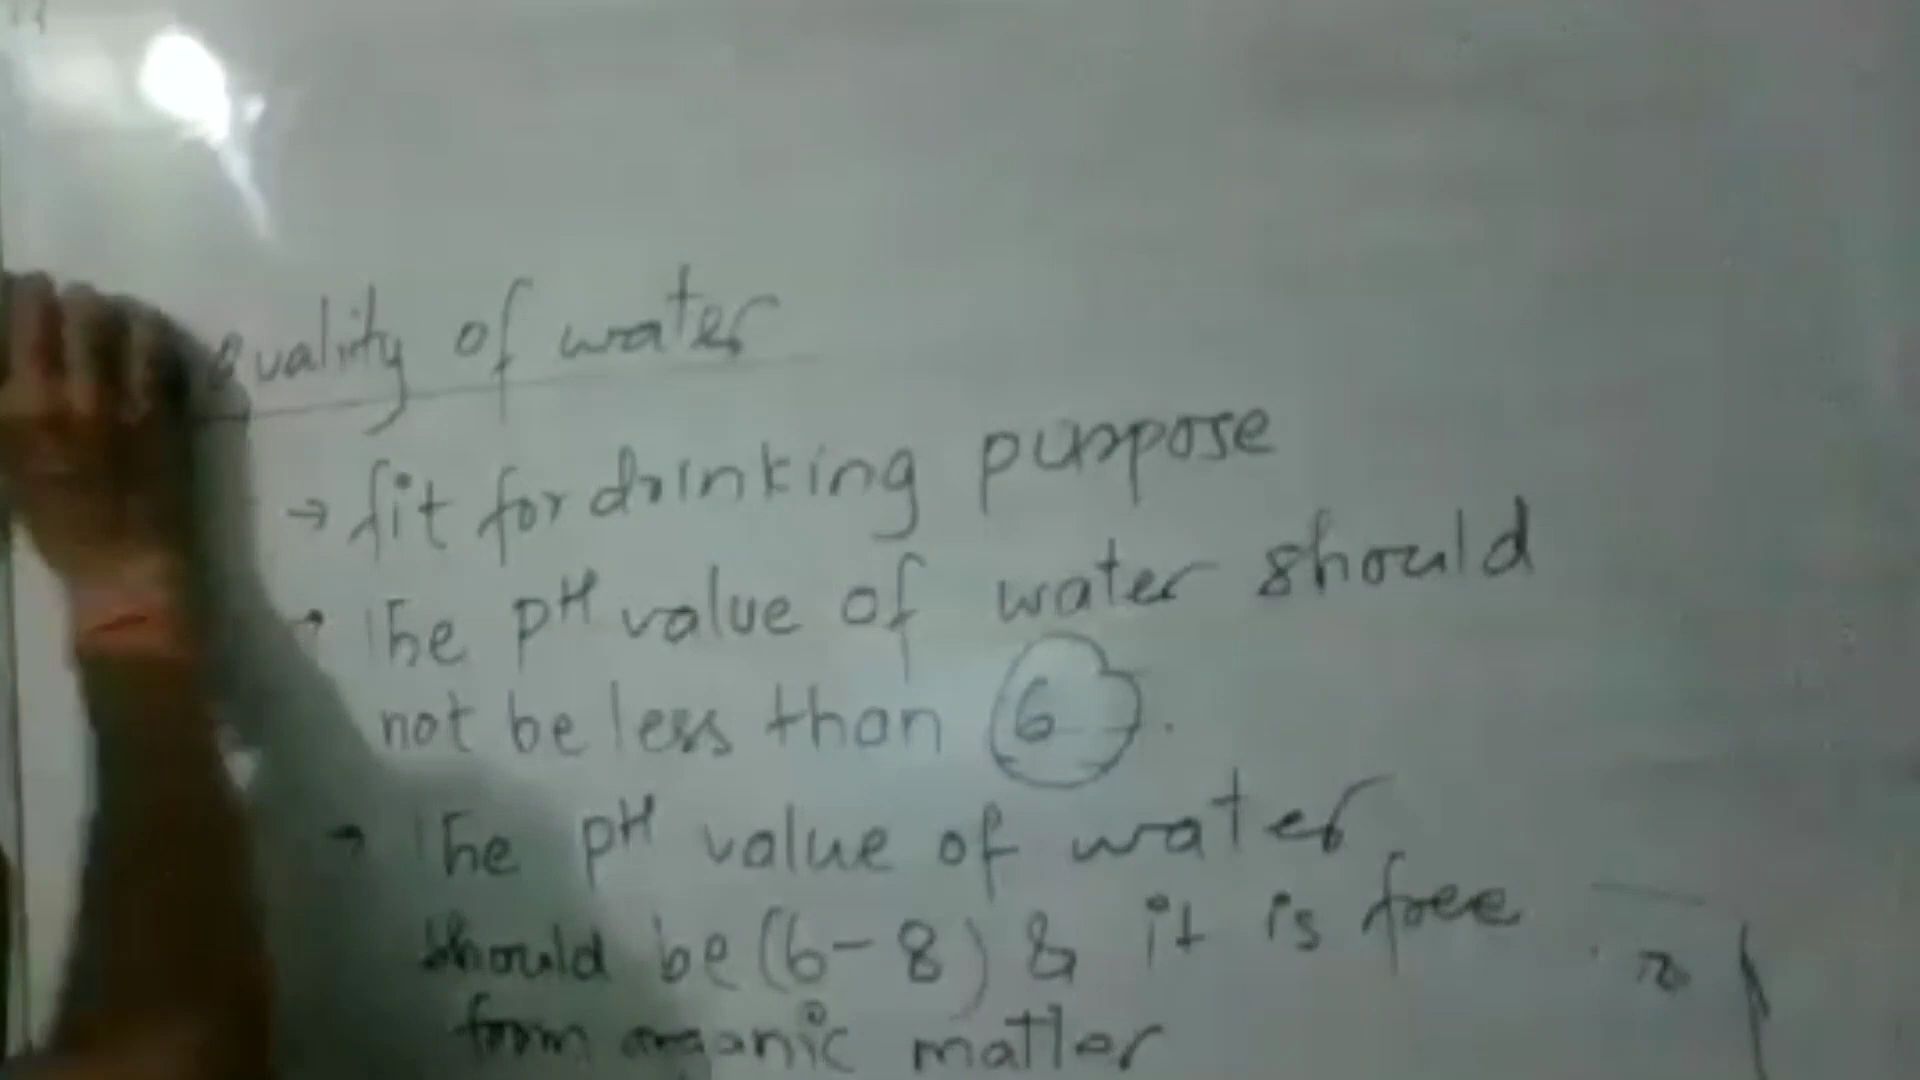 Quality of water
→ fit for drinking purpose
• The pH value of water should
not be less than 6.
→ The pH value of water
should be (6-8) & it is free
from organic matter